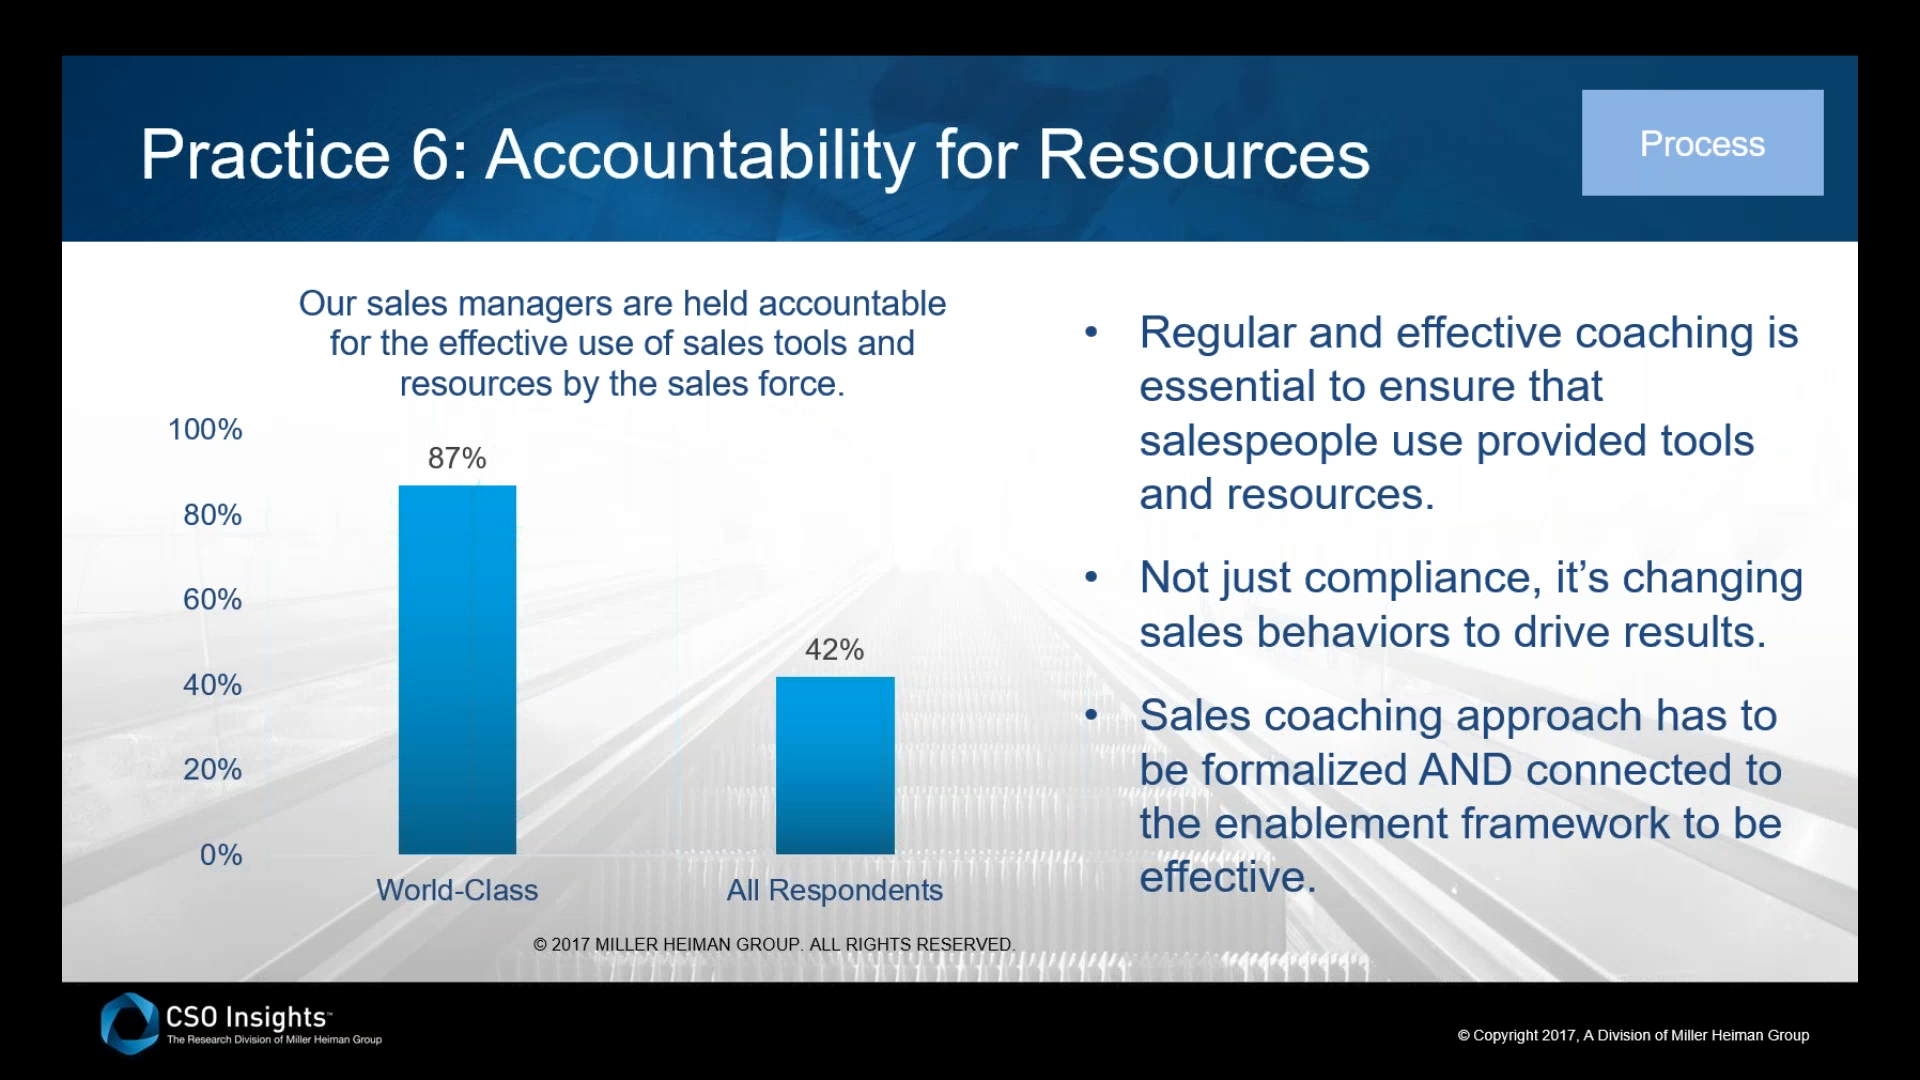 Practice 6: Accountability for Resources
Process
Our sales managers are held accountable
for the effective use of sales tools and
resources by the sales force.
100%
80%
60%
40%
20%
0%
87%
42%
World-Class
All Respondents
© 2017 MILLER HEIMAN GROUP. ALL RIGHTS RESERVED.
• Regular and effective coaching is
essential to ensure that
salespeople use provided tools
and resources.
• Not just compliance, it’s changing
sales behaviors to drive results.
• Sales coaching approach has to
be formalized AND connected to
the enablement framework to be
effective.
CSO Insights™
The Research Division of Miller Heiman Group
© Copyright 2017, A Division of Miller Heiman Group